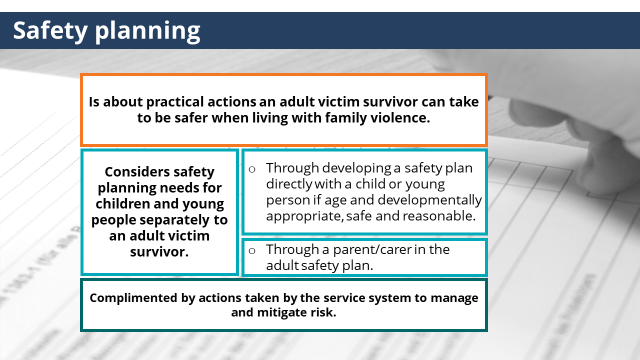 Safety planning
Is about practical actions an adult victim survivor can take
to be safer when living with family violence.
Considers safety
planning needs for
children and young
people separately to
an adult victim
survivor.
o Through developing a safety plan
directly with a child or young
person if age and developmentally
appropriate, safe and reasonable.
o Through a parent/carer in the
adult safety plan.
Complimented by actions taken by the service system to manage
and mitigate risk.